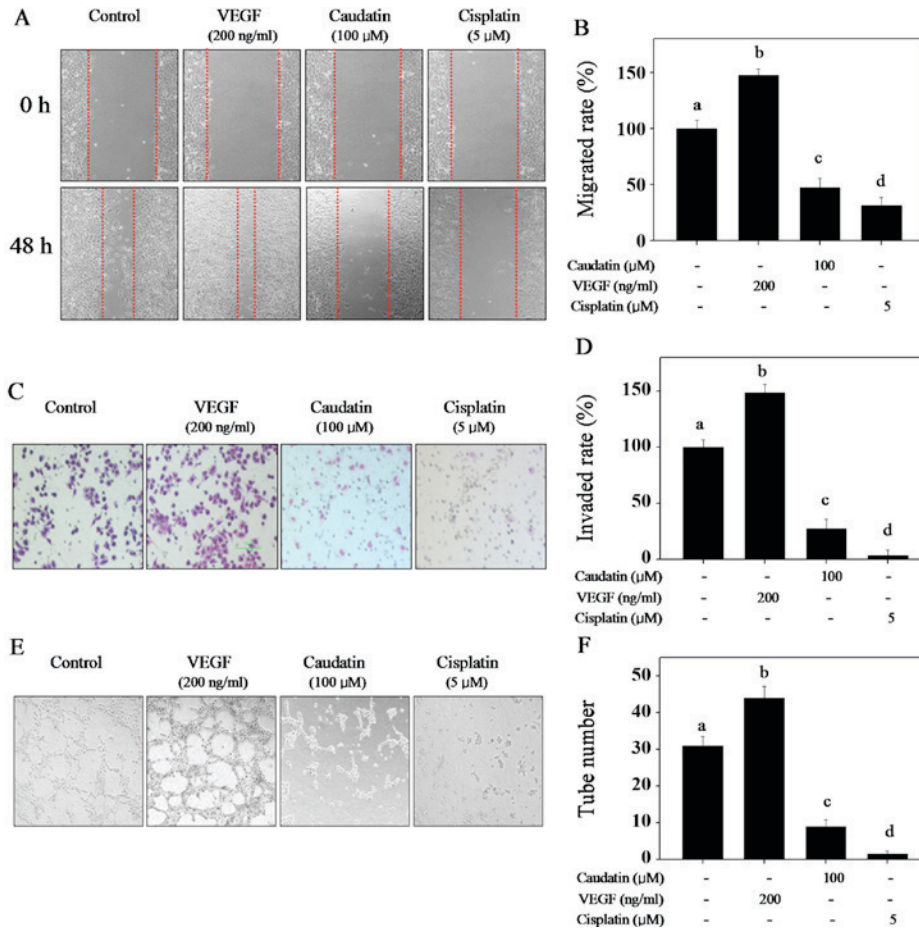 A
Control VEGF Caudatin Cisplatin
(200 ng/ml) (100 µM) (5 µM)
0 h
48 h
B
Migrated rate (%)
150
100
50
0
a b c d
Caudatin (µM) - - 100 -
VEGF (ng/ml) - 200 - -
Cisplatin (µM) - - - 5
C
Control VEGF Caudatin Cisplatin
(200 ng/ml) (100 µM) (5 µM)
D
Invaded rate (%)
150
100
50
0
a b c d
Caudatin (µM) - - 100 -
VEGF (ng/ml) - 200 - -
Cisplatin (µM) - - - 5
E
Control VEGF Caudatin Cisplatin
(200 ng/ml) (100 µM) (5 µM)
F
Tube number
50
40
30
20
10
0
a b c d
Caudatin (µM) - - 100 -
VEGF (ng/ml) - 200 - -
Cisplatin (µM) - - - 5